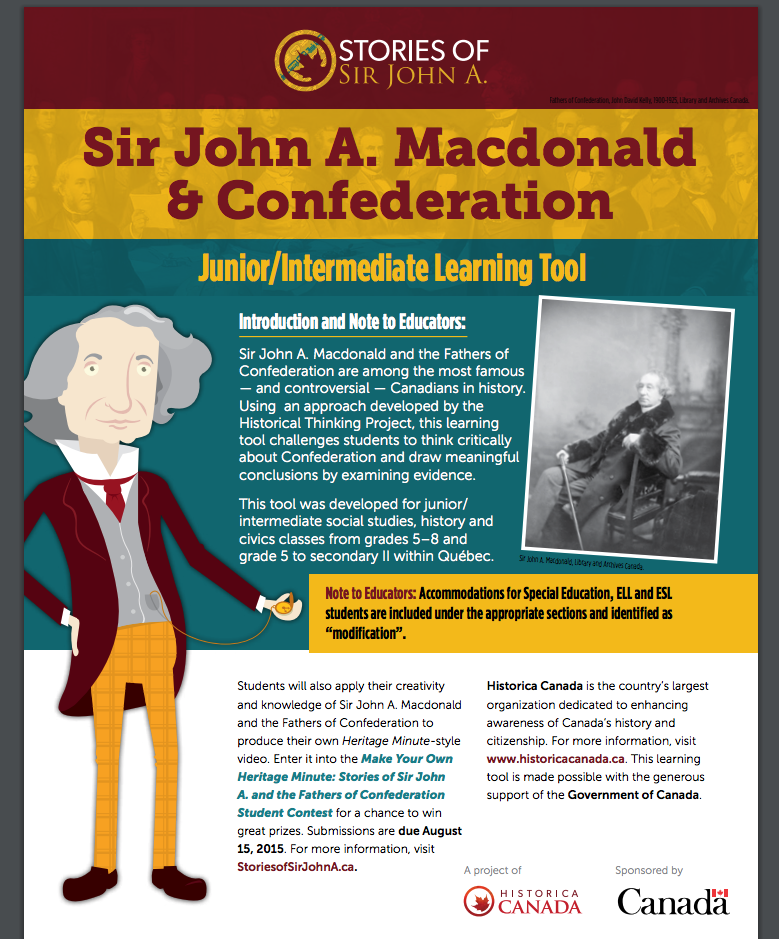 STORIES OF
SIR JOHN A.
Fathers of Confederation, John David Kelly, 1900-1925, Library and Archives Canada.
Sir John A. Macdonald
& Confederation
Junior/Intermediate Learning Tool
Introduction and Note to Educators:
Sir John A. Macdonald and the Fathers of
Confederation are among the most famous
— and controversial — Canadians in history.
Using an approach developed by the
Historical Thinking Project, this learning
tool challenges students to think critically
about Confederation and draw meaningful
conclusions by examining evidence.
This tool was developed for junior/
intermediate social studies, history and
civics classes from grades 5–8 and
grade 5 to secondary II within Québec.
Sir John A. Macdonald, Library and Archives Canada.
Note to Educators: Accommodations for Special Education, ELL and ESL
students are included under the appropriate sections and identified as
“modification”.
Students will also apply their creativity
and knowledge of Sir John A. Macdonald
and the Fathers of Confederation to
produce their own Heritage Minute-style
video. Enter it into the Make Your Own
Heritage Minute: Stories of Sir John
A. and the Fathers of Confederation
Student Contest for a chance to win
great prizes. Submissions are due August
15, 2015. For more information, visit
StoriesofSirJohnA.ca.
Historica Canada is the country’s largest
organization dedicated to enhancing
awareness of Canada’s history and
citizenship. For more information, visit
www.historicacanada.ca. This learning
tool is made possible with the generous
support of the Government of Canada.
A project of
HISTORICA
CANADA
Sponsored by
Canada